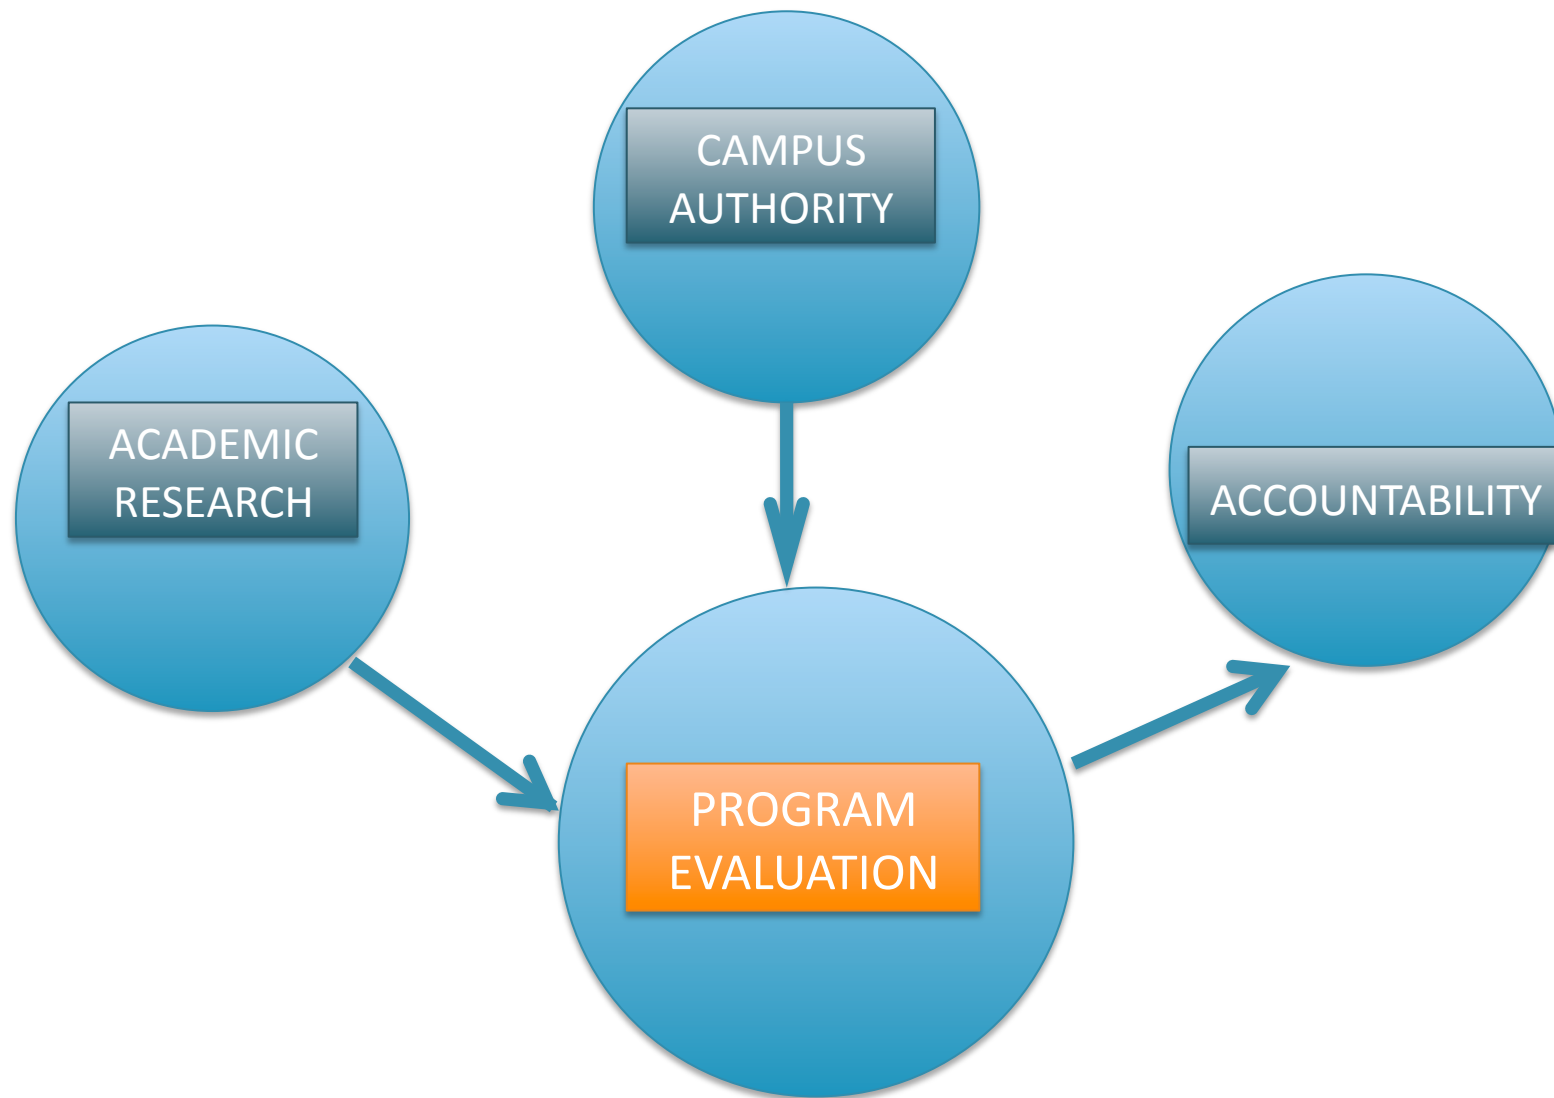 CAMPUS
AUTHORITY
ACADEMIC
RESEARCH
ACCOUNTABILITY
PROGRAM
EVALUATION